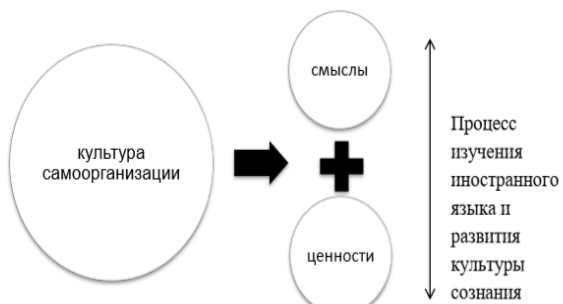 культура
самоорганизации
смыслы
ценности
Процесс
изучения
иностранного
языка и
развития
культуры
сознания